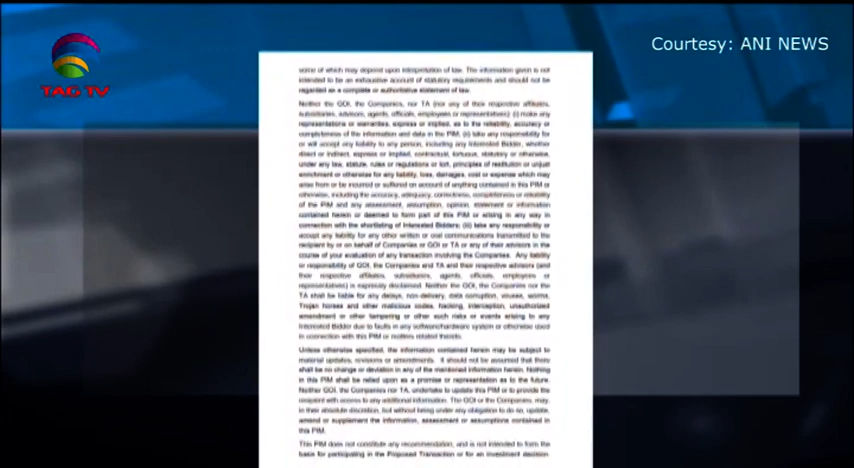 TAG TV
Courtesy: ANI NEWS
some of which may depend upon interpretation of law. The information given is not
intended to be an exhaustive account of statutory requirements and should not be
regarded as a complete or authoritative statement of law.
Neither the GOI, the Companies, nor TA (nor any of their respective affiliates,
subsidiaries, advisors, agents, officials, employees or representatives): (i) make any
representations or warranties, express or implied, as to the reliability, accuracy or
completeness of the information and data in the PIM, (ii) take any responsibility for
or will accept any liability to any person, including any Interested Bidder, whether
direct or indirect, express or implied, contractual, tortuous, statutory or otherwise,
under any law, statute, rules or regulations or tort, principles of restitution or unjust
enrichment or otherwise for any liability, loss, damages, cost or expense which may
arise from or be incurred or suffered on account of anything contained in this PIM or
otherwise, including the accuracy, adequacy, correctness, completeness or reliability
of the PIM and any assessment, assumption, opinion, statement or information
contained herein or deemed to form part of this PIM or arising in any way in
connection with the shortlisting of Interested Bidders; (iii) take any responsibility or
accept any liability for any other written or oral communications transmitted to the
recipient by or on behalf of Companies or GOI or TA or any of their advisors in the
course of your evaluation of any transaction involving the Companies. Any liability
or responsibility of GOI, the Companies and TA and their respective advisors (and
their respective affiliates, subsidiaries, agents, officials, employees or
representatives) is expressly disclaimed. Neither the GOI, the Companies nor the
TA shall be liable for any delays, non-delivery, data corruption, viruses, worms,
Trojan horses and other malicious codes, hacking, interception, unauthorized
amendment or other tampering or other such risks or events arising to any
Interested Bidder due to faults in any software/hardware system or otherwise used
in connection with this PIM or matters related thereto.
Unless otherwise specified, the information contained herein may be subject to
material updates, revisions or amendments. It should not be assumed that there
shall be no change or deviation in any of the mentioned information herein. Nothing
in this PIM shall be relied upon as a promise or representation as to the future.
Neither GOI, the Companies nor TA, undertake to update this PIM or to provide the
recipient with access to any additional information. The GOI or the Companies, may,
in their absolute discretion, but without being under any obligation to do so, update,
amend or supplement the information, assessment or assumptions contained in
this PIM.
This PIM does not constitute any recommendation, and is not intended to form the
basis for participating in the Proposed Transaction or for an investment decision.